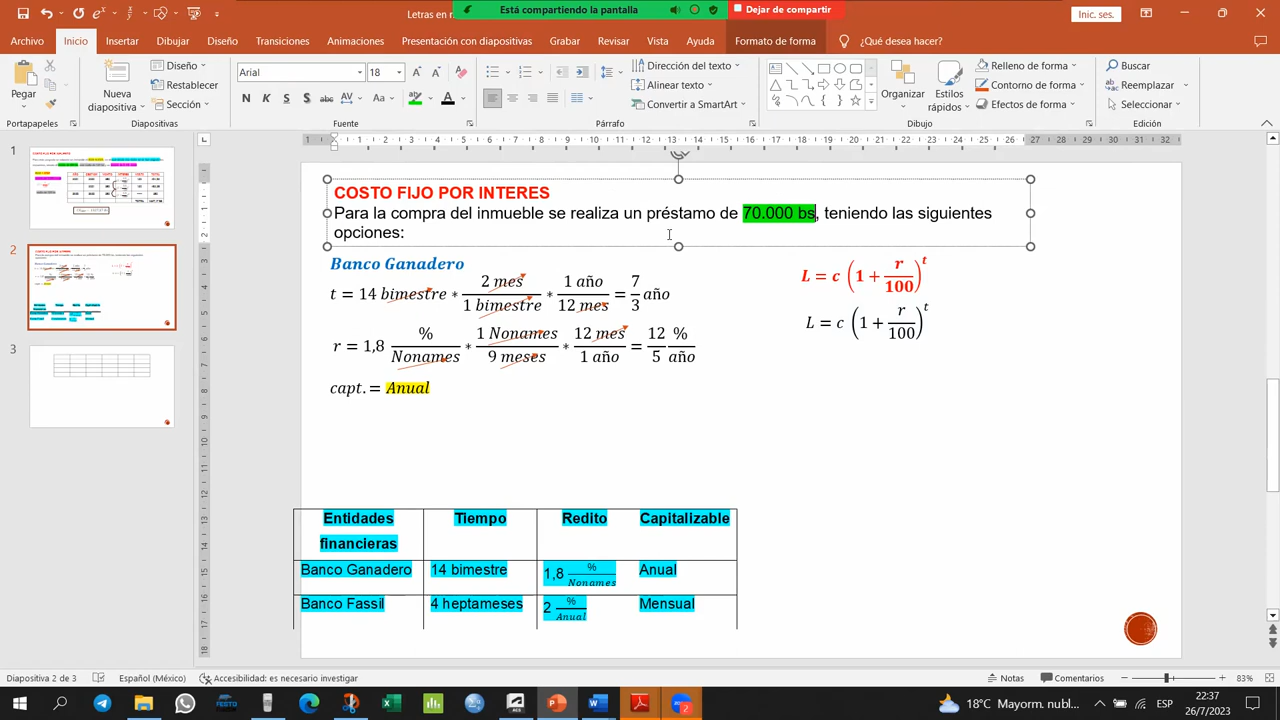 Letras en r
Está compartiendo la pantalla
Dejar de compartir
Inic. ses.
Archivo Inicio Insertar Dibujar Diseño Transiciones Animaciones Presentación con diapositivas Grabar Revisar Vista Ayuda Acrobat Formato de forma ¿Qué desea hacer?
Pegar
Nueva diapositiva
Diseño
Restablecer
Sección
Arial 18
N K S S abc AV Aa A
Dirección del texto
Alinear texto
Convertir a SmartArt
Organizar
Estilos rápidos
Relleno de forma
Contorno de forma
Efectos de forma
Buscar
Reemplazar
Seleccionar
Portapapeles Diapositivas Fuente Párrafo Dibujo Edición
1
2
3
COSTO FIJO POR INTERES
Para la compra del inmueble se realiza un préstamo de 70.000 bs, teniendo las siguientes
opciones:
Banco Ganadero
t = 14 bimestre * 2 mes / 1 bimestre * 1 año / 12 mes = 7/3 año
r = 1,8 % / Nonames * 1 Nonames / 9 meses * 12 mes / 1 año = 12/5 % / año
capt.= Anual
L = c (1 + r/100)^t
L = c (1 + r/100)^t
Entidades financieras Tiempo Redito Capitalizable
Banco Ganadero 14 bimestre 1,8 % / Nonames Anual
Banco Fassil 4 heptameses 2 % / Anual Mensual
Diapositiva 2 de 3 Español (México) Accesibilidad: es necesario investigar Notas Comentarios 83%
18°C Mayorm. nubl... ESP 22:37
26/7/2023